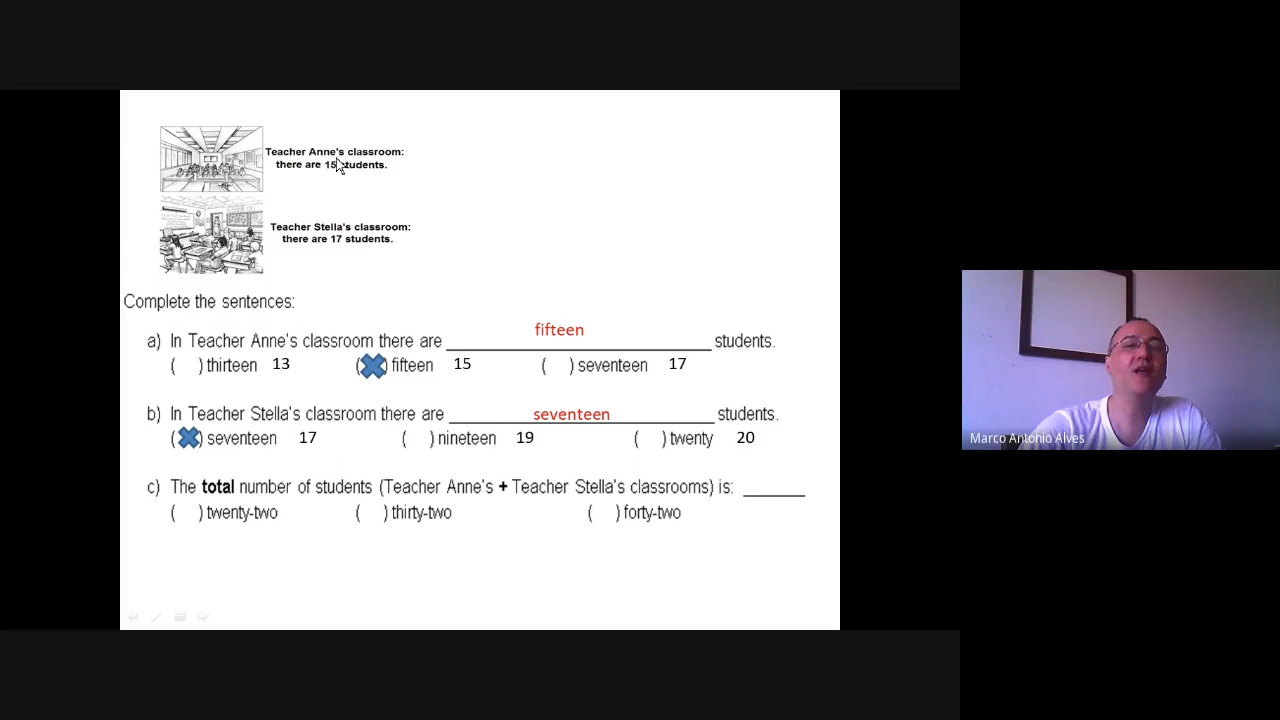 Teacher Anne's classroom:
there are 15 students.
Teacher Stella's classroom:
there are 17 students.
Complete the sentences:
a) In Teacher Anne's classroom there are fifteen students.
( ) thirteen 13 ( ) fifteen 15 ( ) seventeen 17
b) In Teacher Stella's classroom there are seventeen students.
( ) seventeen 17 ( ) nineteen 19 ( ) twenty 20
c) The total number of students (Teacher Anne's + Teacher Stella's classrooms) is: ______
( ) twenty-two ( ) thirty-two ( ) forty-two
Marco Antonio Alves